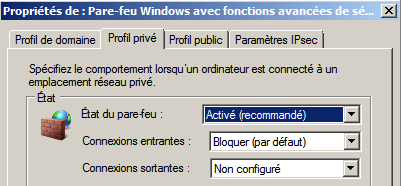 Propriétés de : Pare-feu Windows avec fonctions avancées de sé...
Profil de domaine Profil privé Profil public Paramètres IPsec
Spécifiez le comportement lorsqu'un ordinateur est connecté à un
emplacement réseau privé.
État
État du pare-feu : Activé (recommandé)
Connexions entrantes : Bloquer (par défaut)
Connexions sortantes : Non configuré